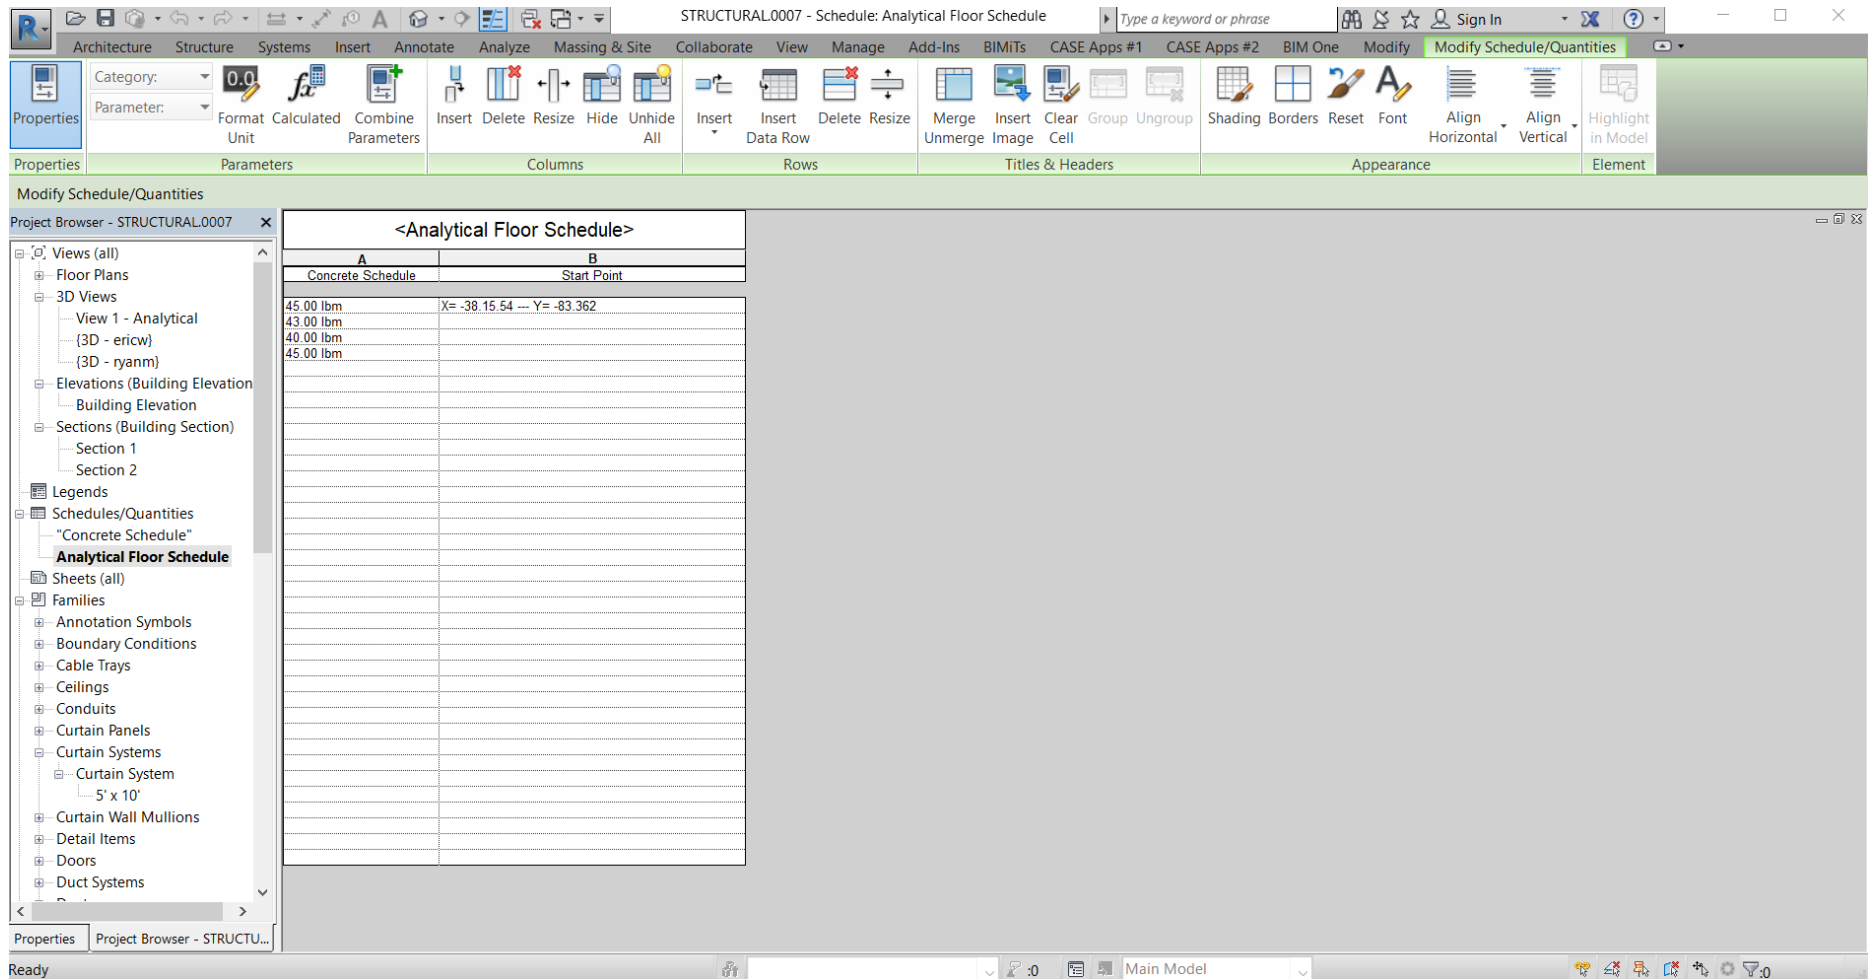 STRUCTURAL.0007 - Schedule: Analytical Floor Schedule
Type a keyword or phrase
Sign In
Architecture Structure Systems Insert Annotate Analyze Massing & Site Collaborate View Manage Add-Ins BIMiTs CASE Apps #1 CASE Apps #2 BIM One Modify Modify Schedule/Quantities
Properties
Category:
Parameter:
Format Unit
Calculated
Combine Parameters
Insert
Delete
Resize
Hide
Unhide All
Insert
Insert Data Row
Delete
Resize
Merge Unmerge
Insert Image
Clear Cell
Group
Ungroup
Shading
Borders
Reset
Font
Align Horizontal
Align Vertical
Highlight in Model
Properties Parameters Columns Rows Titles & Headers Appearance Element
Modify Schedule/Quantities
Project Browser - STRUCTURAL.0007
Views (all)
Floor Plans
3D Views
View 1 - Analytical
{3D - ericw}
{3D - ryanm}
Elevations (Building Elevation
Building Elevation
Sections (Building Section)
Section 1
Section 2
Legends
Schedules/Quantities
"Concrete Schedule"
Analytical Floor Schedule
Sheets (all)
Families
Annotation Symbols
Boundary Conditions
Cable Trays
Ceilings
Conduits
Curtain Panels
Curtain Systems
Curtain System
5' x 10'
Curtain Wall Mullions
Detail Items
Doors
Duct Systems
Properties
Project Browser - STRUCTU...
<Analytical Floor Schedule>
A B
Concrete Schedule Start Point
45.00 lbm X= -38.15.54 --- Y= -83.362
43.00 lbm
40.00 lbm
45.00 lbm
Ready
:0
Main Model
:0